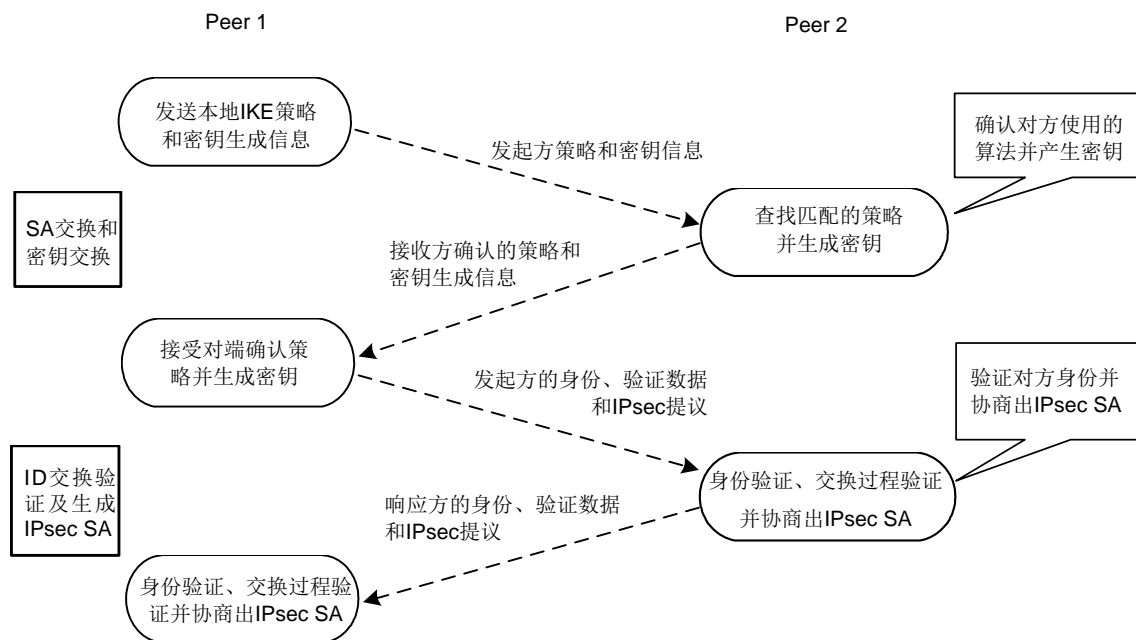 Peer 1
Peer 2
发送本地IKE策略
和密钥生成信息
确认对方使用的
算法并产生密钥
发起方策略和密钥信息
SA交换和
密钥交换
查找匹配的策略
并生成密钥
接收方确认的策略和
密钥生成信息
接受对端确认策
略并生成密钥
发起方的身份、验证数据
和IPsec提议
验证对方身份并
协商出IPsec SA
ID交换验
证及生成
IPsec SA
身份验证、交换过程验证
并协商出IPsec SA
响应方的身份、验证数据
和IPsec提议
身份验证、交换过程验
证并协商出IPsec SA